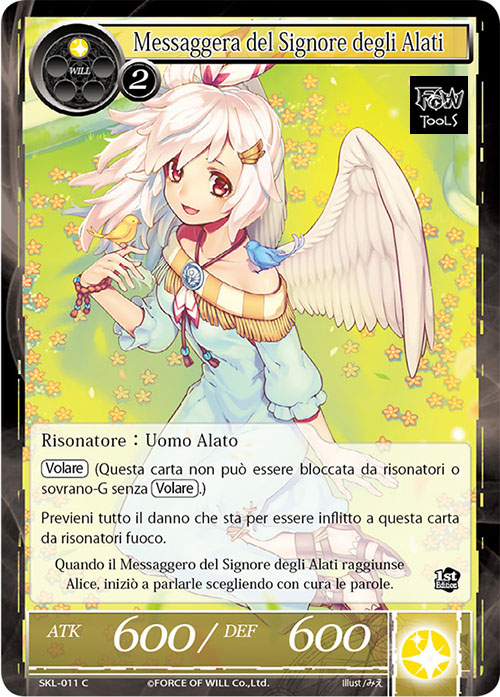 Messaggera del Signore degli Alati
WILL
2
FOW
TOOLS
Risonatore : Uomo Alato
Volare (Questa carta non può essere bloccata da risonatori o
sovrano-G senza Volare.)
Previeni tutto il danno che sta per essere inflitto a questa carta
da risonatori fuoco.
Quando il Messaggero del Signore degli Alati raggiunse
Alice, iniziò a parlarle scegliendo con cura le parole.
1st
Edition
ATK 600 / DEF 600
SKL-011 C ©FORCE OF WILL Co.,Ltd. Illust /みえ